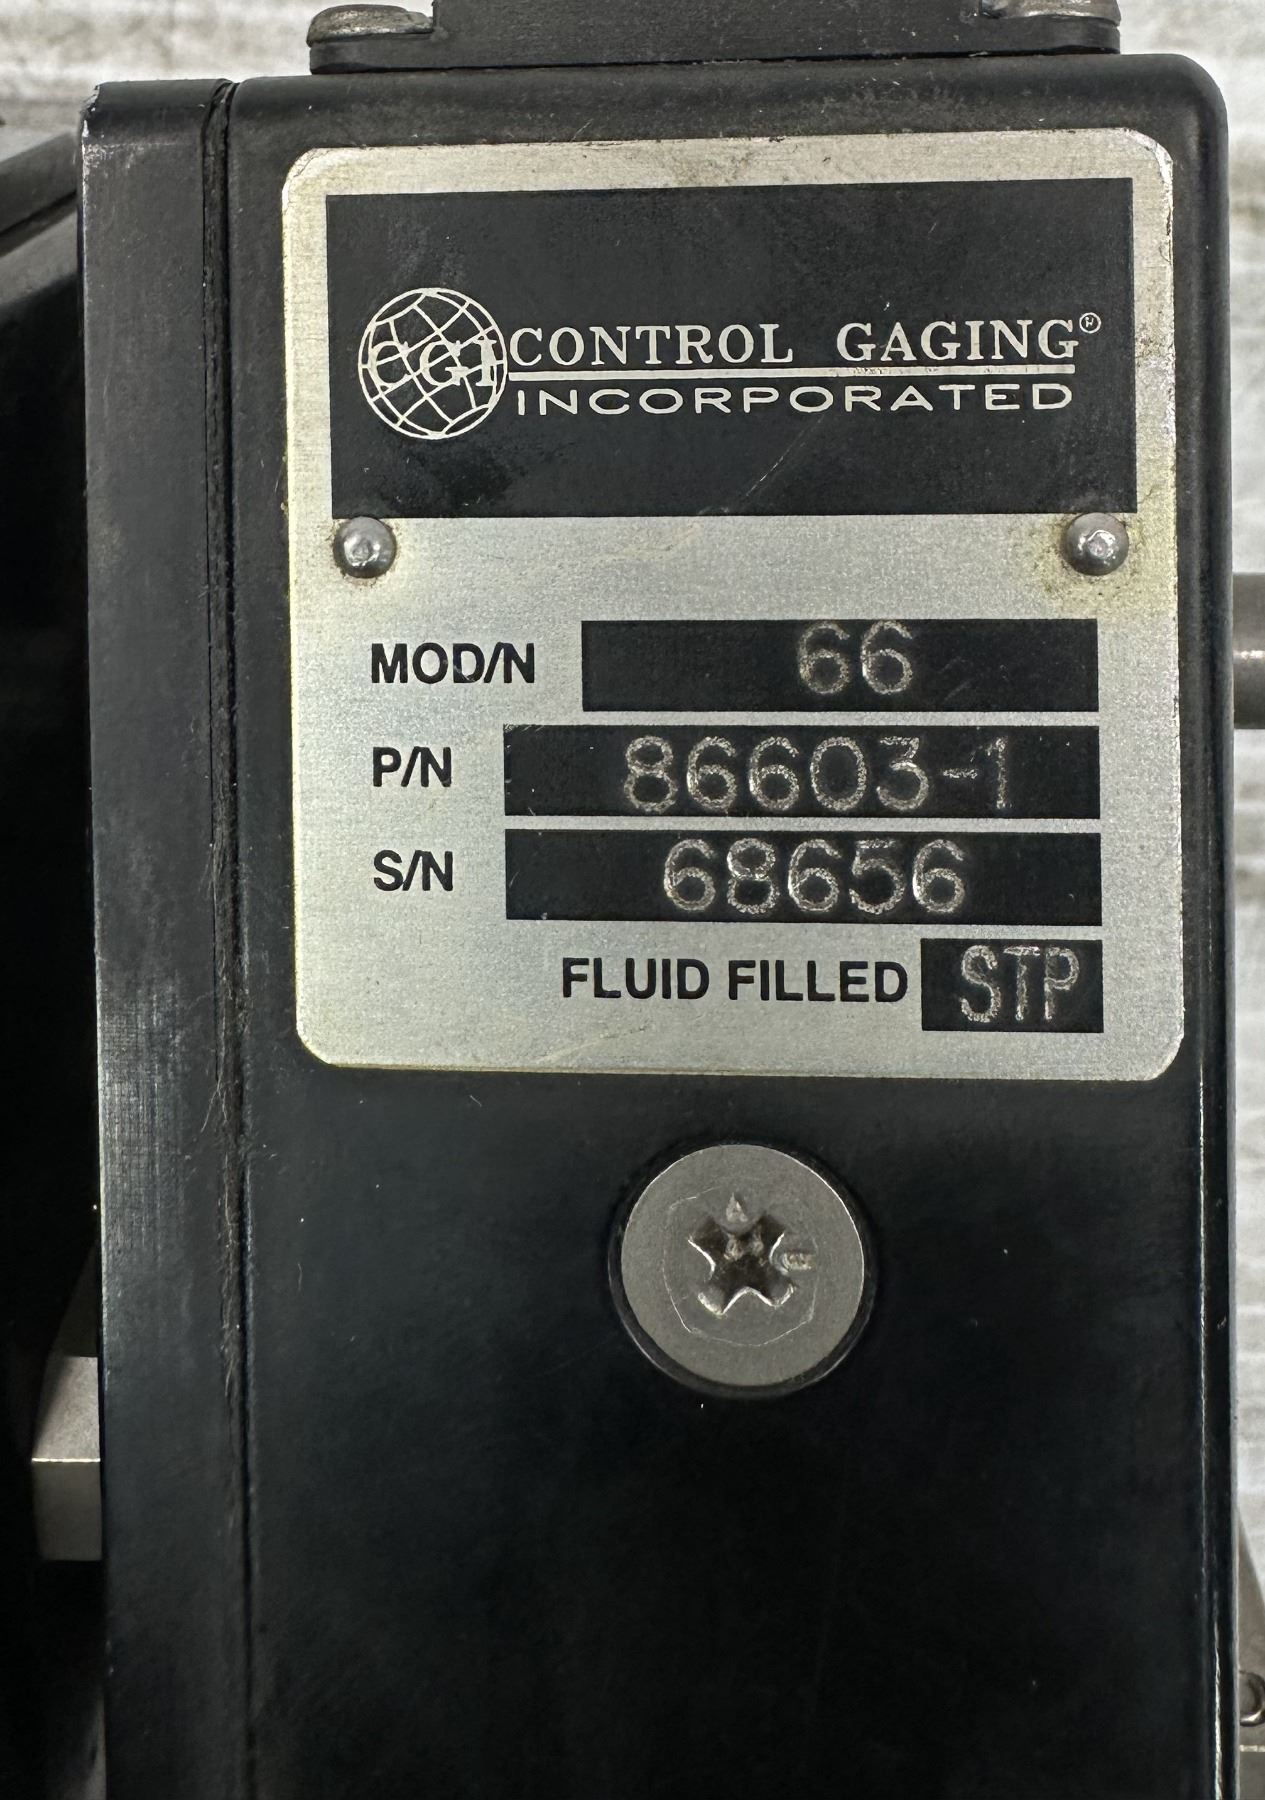 CGI CONTROL GAGING®
INCORPORATED
MOD/N 66
P/N 86603-1
S/N 68656
FLUID FILLED STP